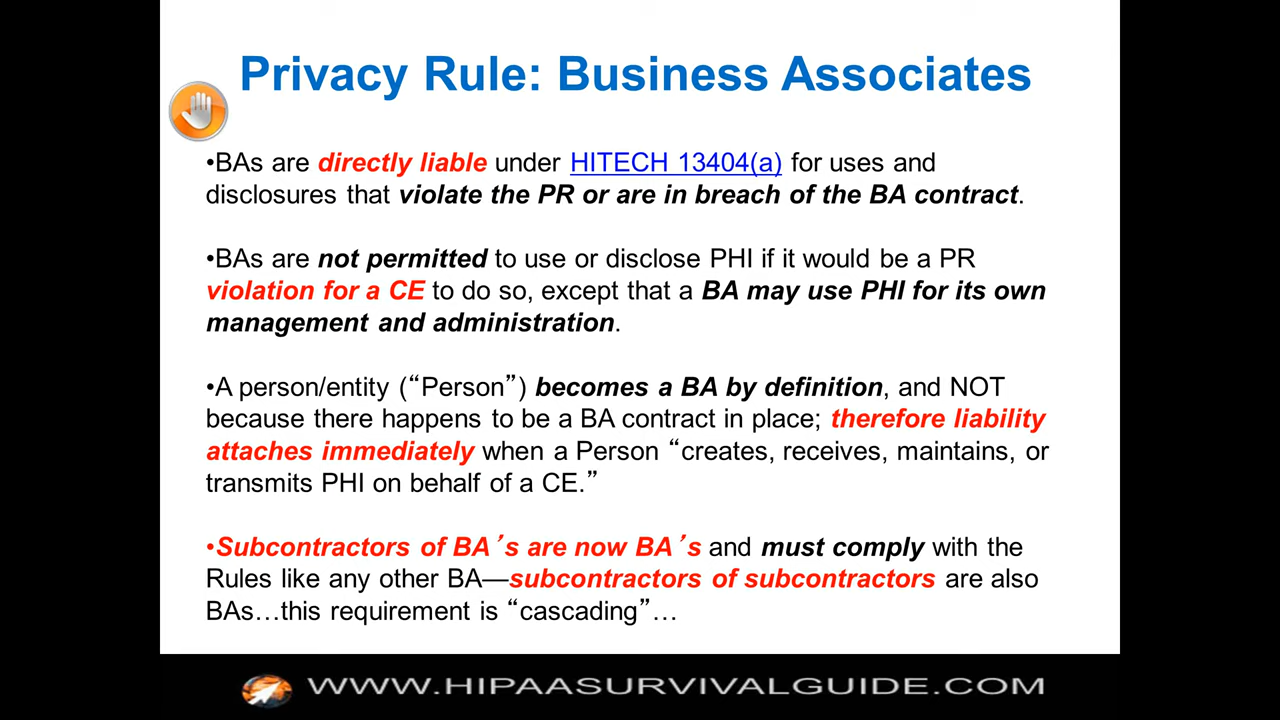 Privacy Rule: Business Associates
•BAs are directly liable under HITECH 13404(a) for uses and
disclosures that violate the PR or are in breach of the BA contract.
•BAs are not permitted to use or disclose PHI if it would be a PR
violation for a CE to do so, except that a BA may use PHI for its own
management and administration.
•A person/entity (“Person”) becomes a BA by definition, and NOT
because there happens to be a BA contract in place; therefore liability
attaches immediately when a Person “creates, receives, maintains, or
transmits PHI on behalf of a CE.”
•Subcontractors of BA’s are now BA’s and must comply with the
Rules like any other BA—subcontractors of subcontractors are also
BAs…this requirement is “cascading”…
WWW.HIPAASURVIVALGUIDE.COM